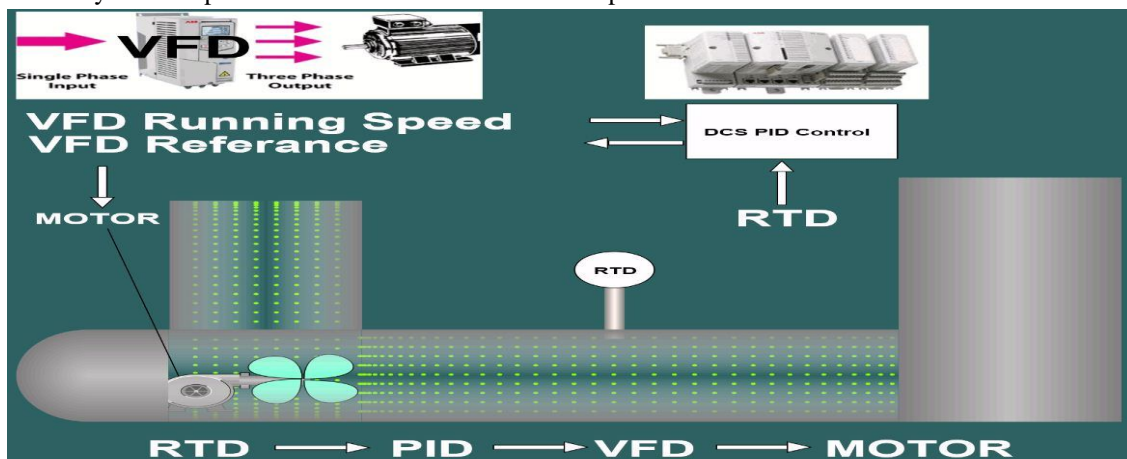 VFD
Single Phase
Input
Three Phase
Output
VFD Running Speed
VFD Referance
DCS PID Control
MOTOR
RTD
RTD
RTD PID VFD MOTOR